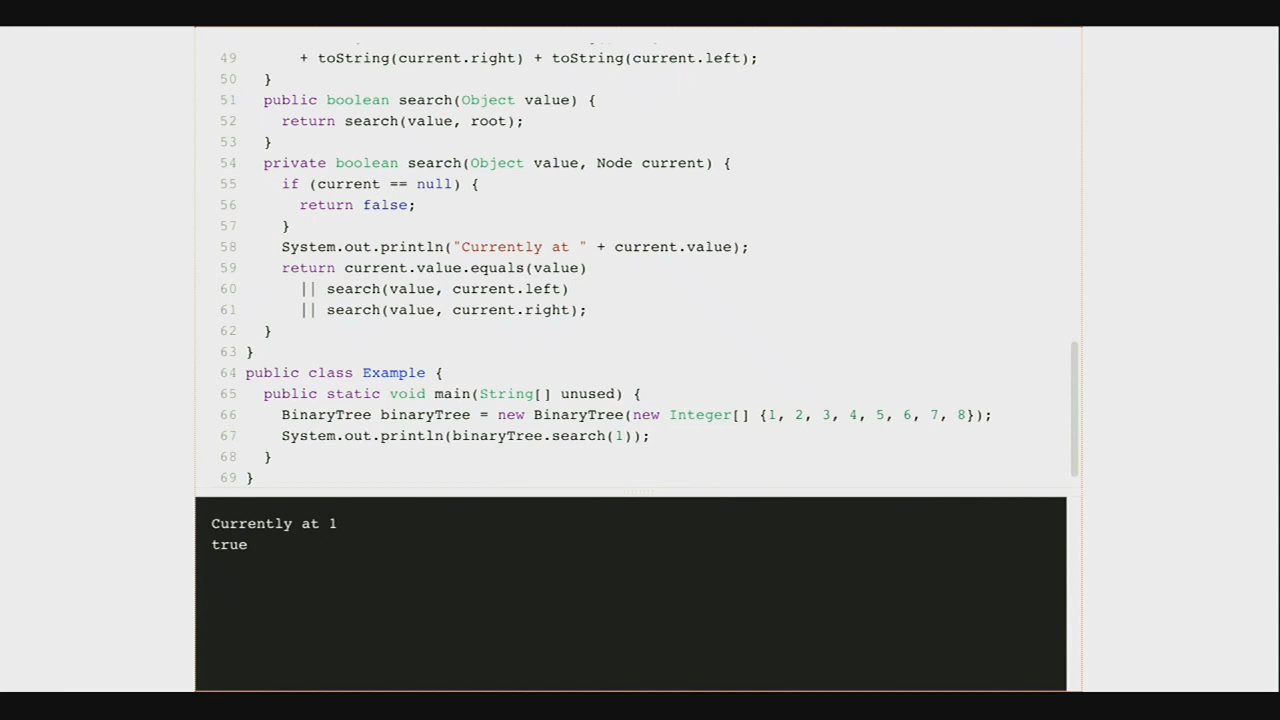 49 + toString(current.right) + toString(current.left);
50 }
51 public boolean search(Object value) {
52 return search(value, root);
53 }
54 private boolean search(Object value, Node current) {
55 if (current == null) {
56 return false;
57 }
58 System.out.println("Currently at " + current.value);
59 return current.value.equals(value)
60 || search(value, current.left)
61 || search(value, current.right);
62 }
63 }
64 public class Example {
65 public static void main(String[] unused) {
66 BinaryTree binaryTree = new BinaryTree(new Integer[] {1, 2, 3, 4, 5, 6, 7, 8});
67 System.out.println(binaryTree.search(1));
68 }
69 }
Currently at 1
true